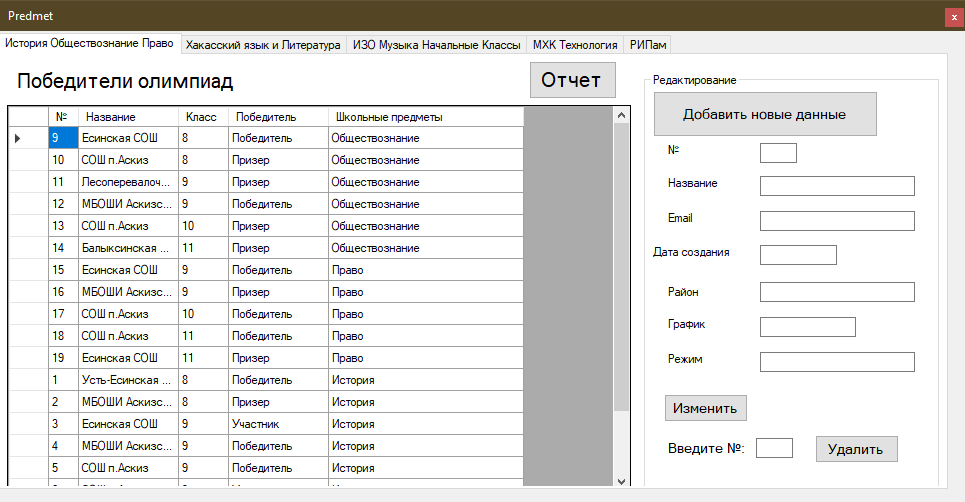 Predmet
x
История Обществознание Право Хакасский язык и Литература ИЗО Музыка Начальные Классы МХК Технология РИПам
Победители олимпиад
Отчет
№ Название Класс Победитель Школьные предметы
9 Есинская СОШ 8 Победитель Обществознание
10 СОШ п.Аскиз 8 Призер Обществознание
11 Лесоперевалоч... 9 Призер Обществознание
12 МБОШИ Аскизс... 9 Победитель Обществознание
13 СОШ п.Аскиз 10 Призер Обществознание
14 Балыксинская ... 11 Призер Обществознание
15 Есинская СОШ 9 Победитель Право
16 МБОШИ Аскизс... 9 Призер Право
17 СОШ п.Аскиз 10 Победитель Право
18 СОШ п.Аскиз 11 Победитель Право
19 Есинская СОШ 11 Призер Право
1 Усть-Есинская ... 8 Победитель История
2 МБОШИ Аскизс... 8 Призер История
3 Есинская СОШ 9 Участник История
4 МБОШИ Аскизс... 9 Победитель История
5 СОШ п.Аскиз 9 Победитель История
Редактирование
Добавить новые данные
№
Название
Email
Дата создания
Район
График
Режим
Изменить
Введите №:
Удалить